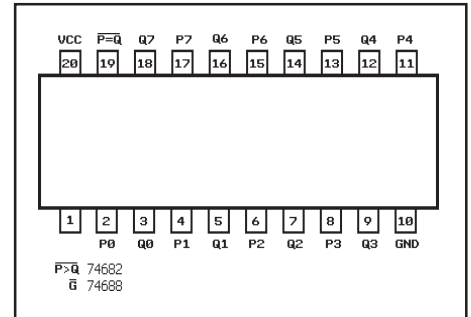 VCC P̅=̅Q̅ Q7 P7 Q6 P6 Q5 P5 Q4 P4
20 19 18 17 16 15 14 13 12 11
1 2 3 4 5 6 7 8 9 10
P0 Q0 P1 Q1 P2 Q2 P3 Q3 GND
P̅>̅Q̅ 74682
G̅ 74688